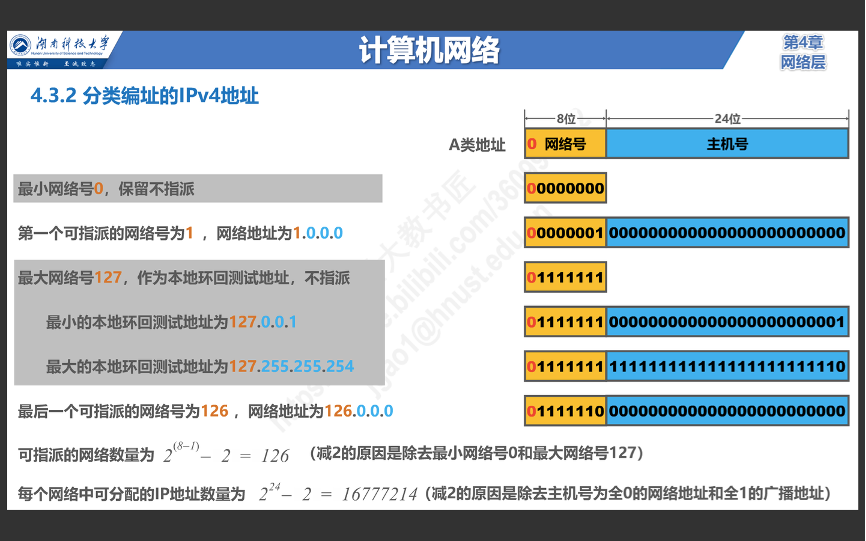 湖南科技大学
Hunan University of Science and Technology
唯实惟新 至诚致志
计算机网络
第4章
网络层
4.3.2 分类编址的IPv4地址
8位 24位
A类地址 0 网络号 主机号
最小网络号0，保留不指派 00000000
第一个可指派的网络号为1 ，网络地址为1.0.0.0 00000001 000000000000000000000000
最大网络号127，作为本地环回测试地址，不指派 01111111
最小的本地环回测试地址为127.0.0.1 01111111 000000000000000000000001
最大的本地环回测试地址为127.255.255.254 01111111 111111111111111111111110
最后一个可指派的网络号为126 ，网络地址为126.0.0.0 01111110 000000000000000000000000
可指派的网络数量为 2^(8−1) − 2 = 126 （减2的原因是除去最小网络号0和最大网络号127）
每个网络中可分配的IP地址数量为 2^24 − 2 = 16777214（减2的原因是除去主机号为全0的网络地址和全1的广播地址）